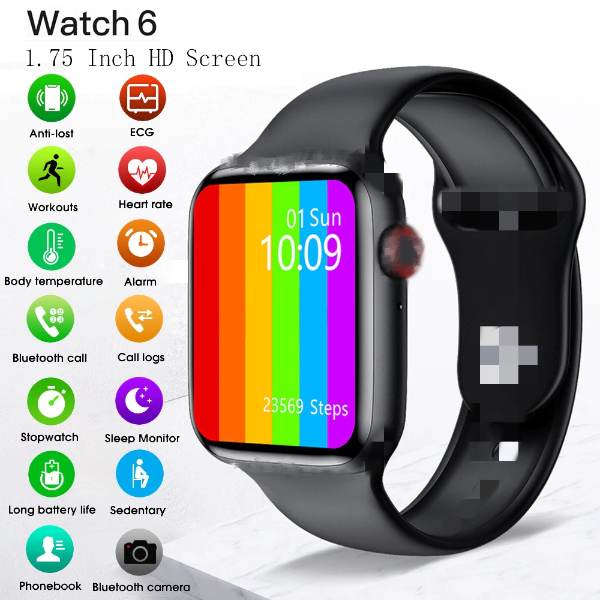 Watch 6
1.75 Inch HD Screen
Anti-lost
ECG
Workouts
Heart rate
Body temperature
Alarm
Bluetooth call
Call logs
Stopwatch
Sleep Monitor
Long battery life
Sedentary
Phonebook
Bluetooth camera
01 Sun
10:09
23569 Steps